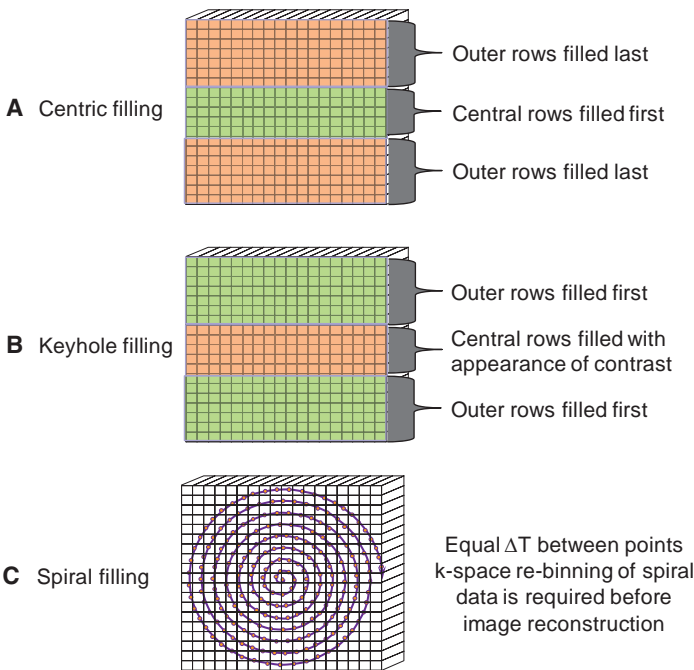 Outer rows filled last
A Centric filling
Central rows filled first
Outer rows filled last
Outer rows filled first
B Keyhole filling
Central rows filled with
appearance of contrast
Outer rows filled first
C Spiral filling
Equal ΔT between points
k-space re-binning of spiral
data is required before
image reconstruction